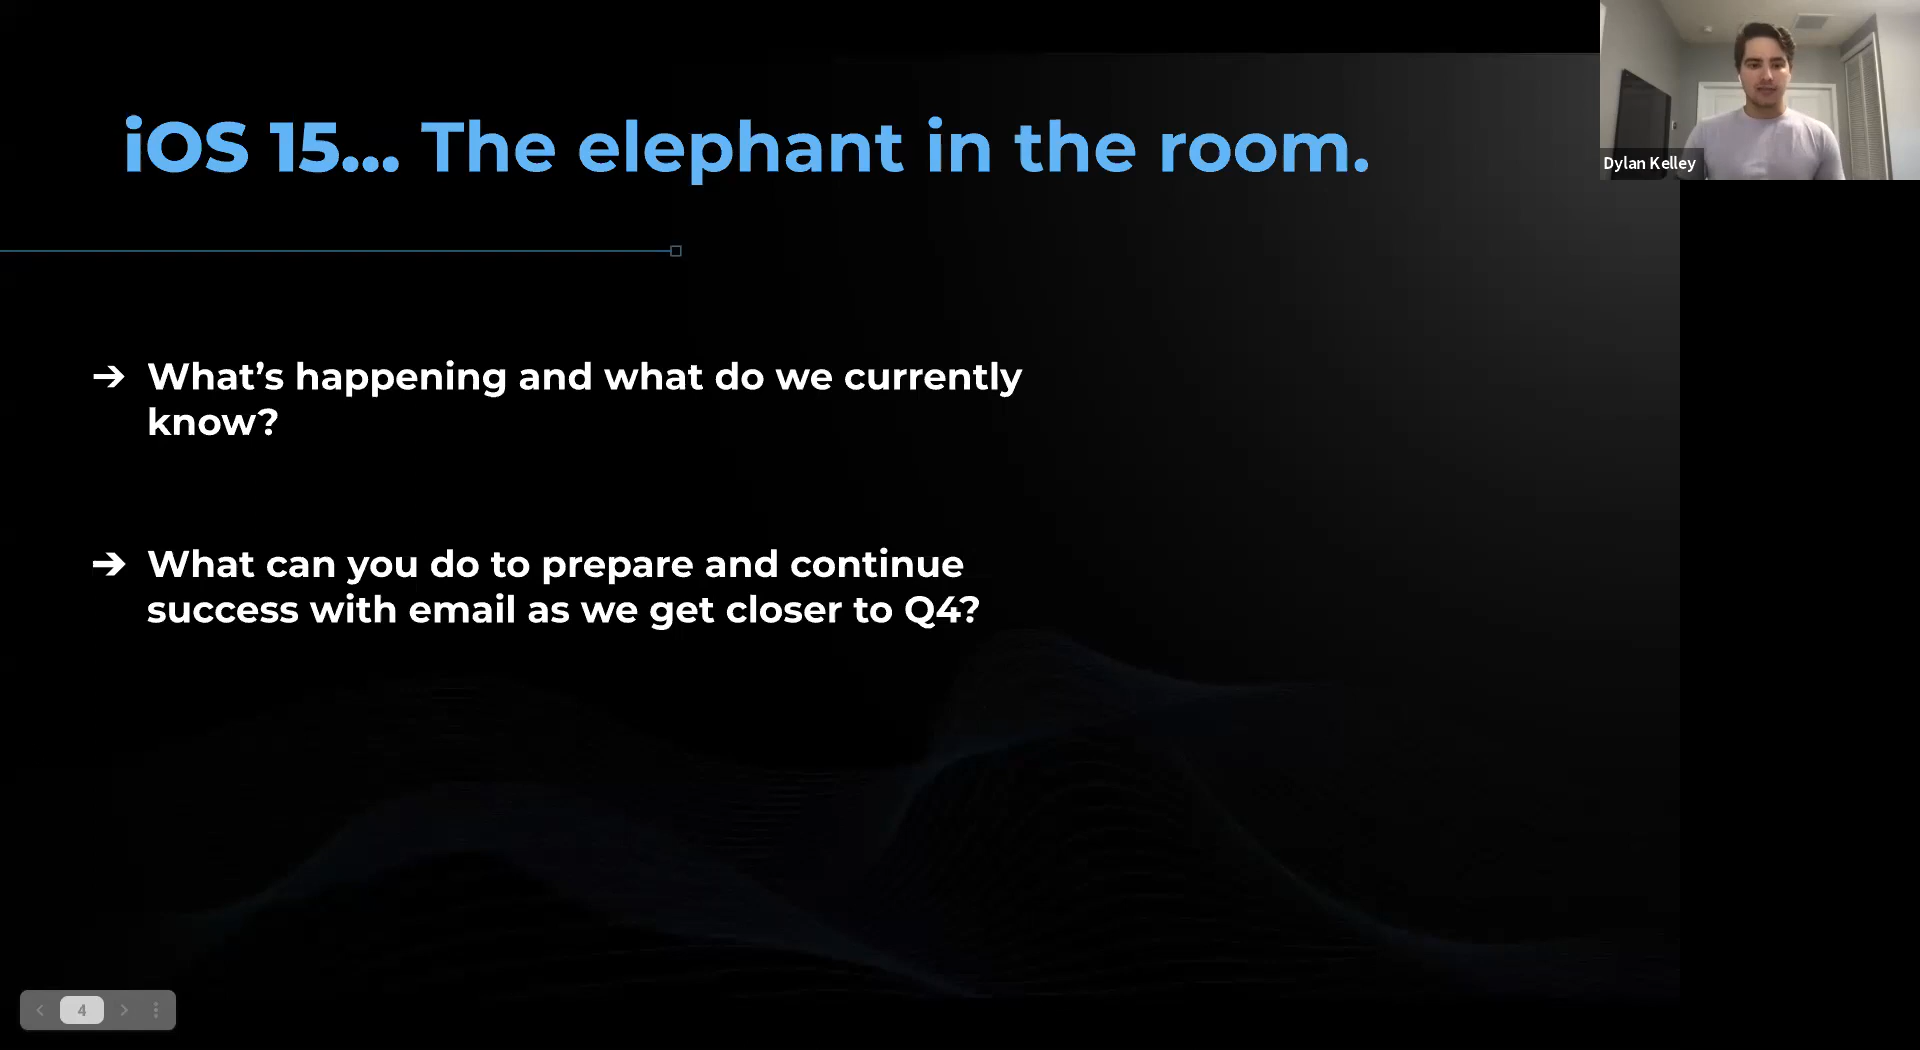 iOS 15... The elephant in the room.
Dylan Kelley
➔ What’s happening and what do we currently
know?
➔ What can you do to prepare and continue
success with email as we get closer to Q4?
4